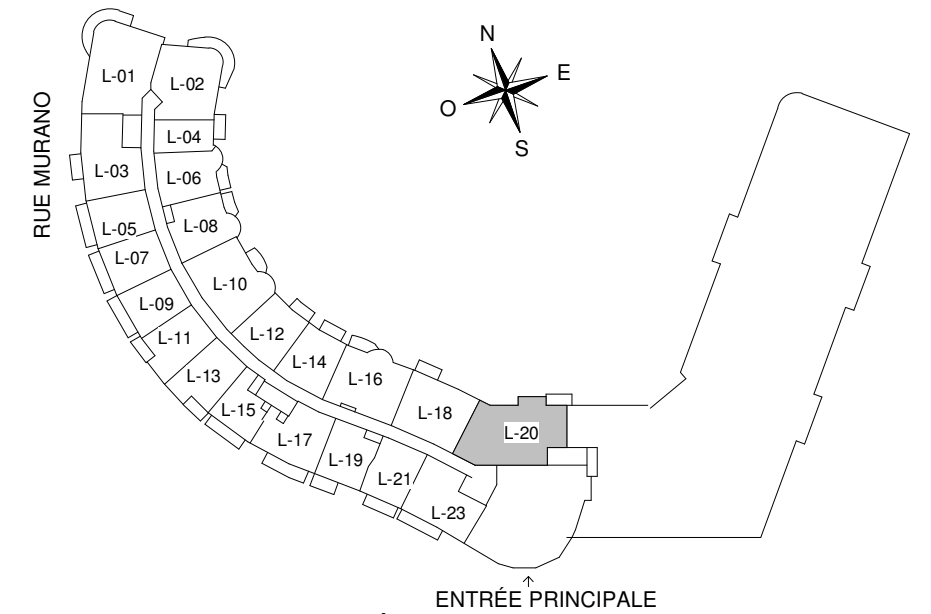 N
E
O
S
RUE MURANO
L-01
L-02
L-04
L-03
L-06
L-05
L-08
L-07
L-10
L-09
L-12
L-11
L-14
L-13
L-16
L-15
L-18
L-17
L-20
L-19
L-21
L-23
ENTRÉE PRINCIPALE